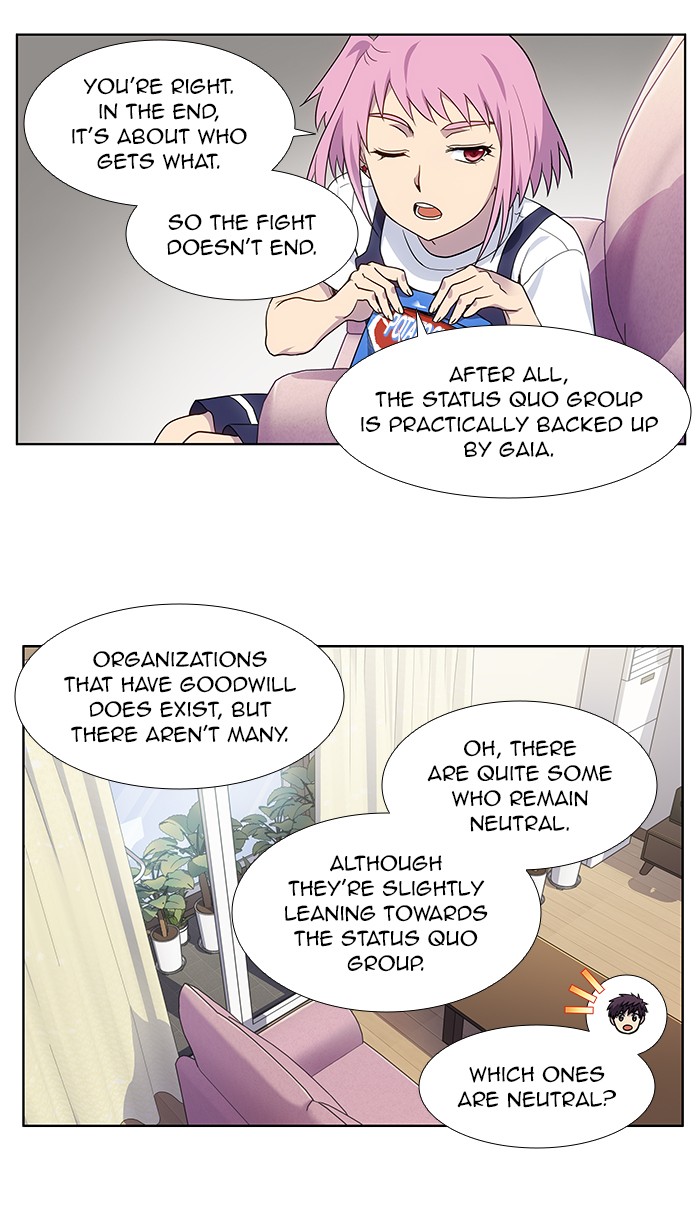 YOU'RE RIGHT.
IN THE END,
IT'S ABOUT WHO
GETS WHAT.
SO THE FIGHT
DOESN'T END.
AFTER ALL,
THE STATUS QUO GROUP
IS PRACTICALLY BACKED UP
BY GAIA.
ORGANIZATIONS
THAT HAVE GOODWILL
DOES EXIST, BUT
THERE AREN'T MANY.
OH, THERE
ARE QUITE SOME
WHO REMAIN
NEUTRAL.
ALTHOUGH
THEY'RE SLIGHTLY
LEANING TOWARDS
THE STATUS QUO
GROUP.
WHICH ONES
ARE NEUTRAL?